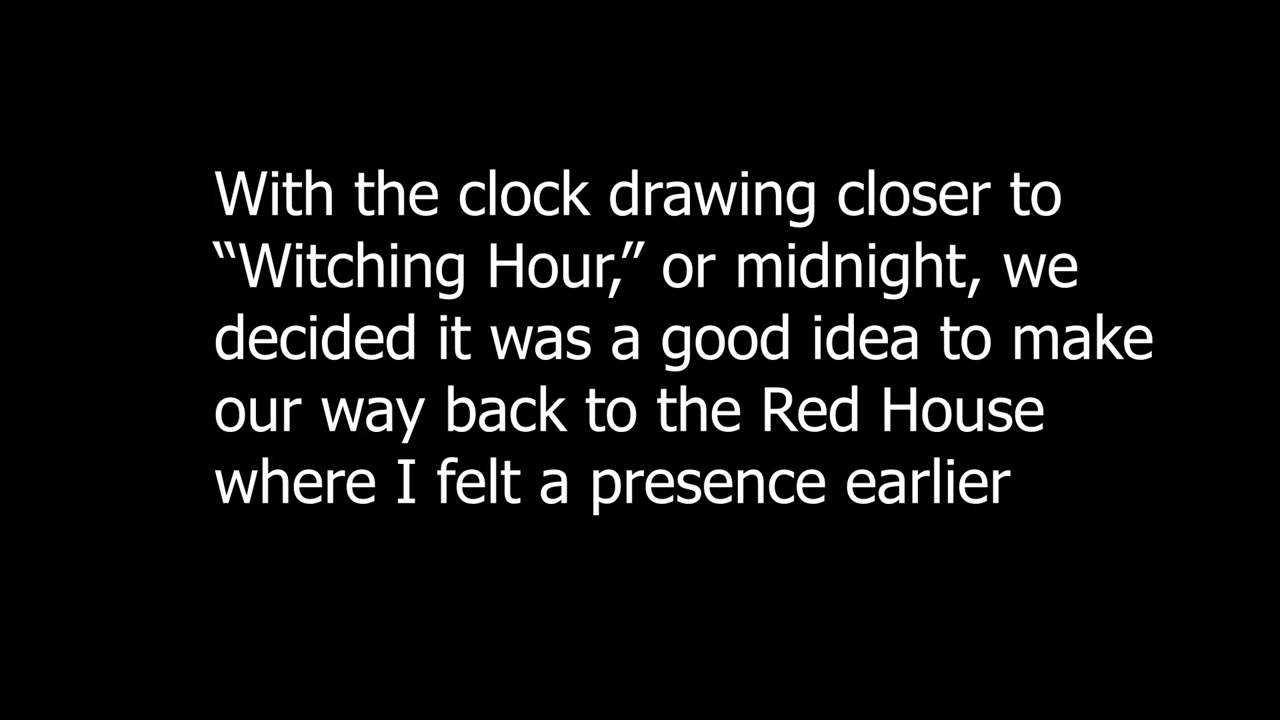 With the clock drawing closer to
“Witching Hour,” or midnight, we
decided it was a good idea to make
our way back to the Red House
where I felt a presence earlier